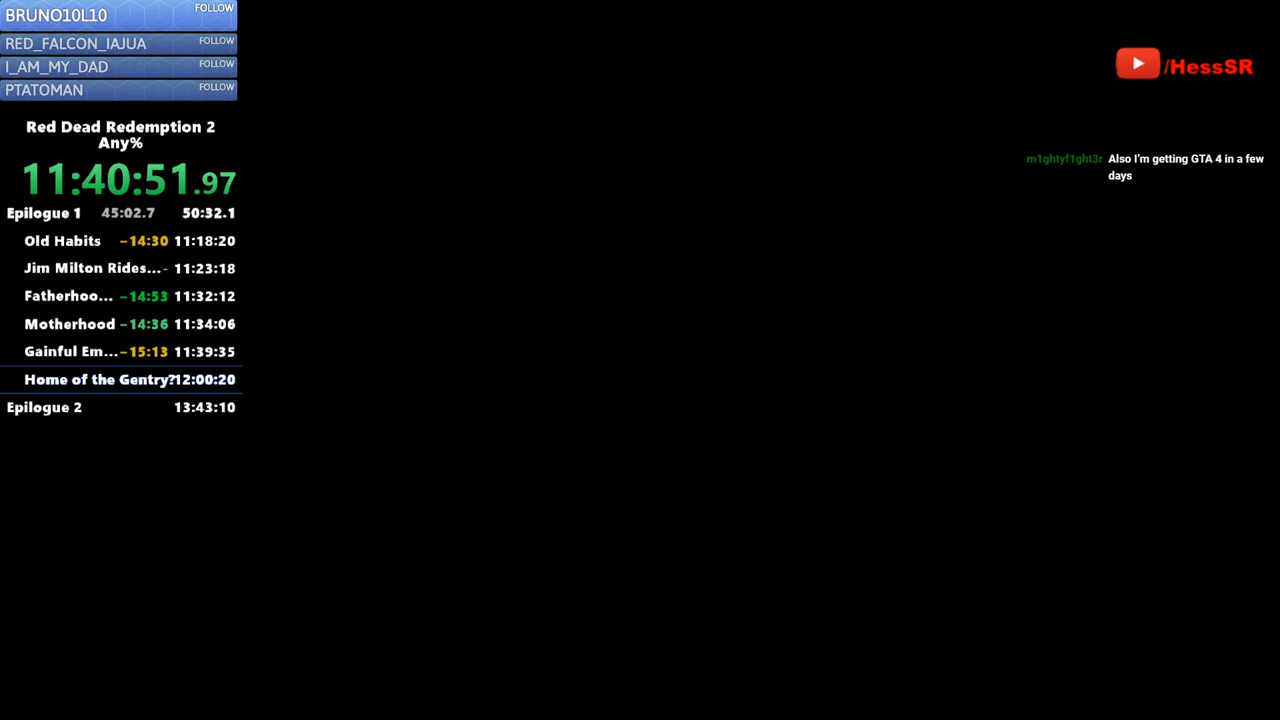 BRUNO10L10 FOLLOW
RED_FALCON_IAJUA FOLLOW
I_AM_MY_DAD FOLLOW
PTATOMAN FOLLOW
/HessSR
Red Dead Redemption 2
Any%
m1ghtyf1ght3r Also I'm getting GTA 4 in a few
days
11:40:51.97
Epilogue 1 45:02.7 50:32.1
Old Habits -14:30 11:18:20
Jim Milton Rides...- 11:23:18
Fatherhoo... -14:53 11:32:12
Motherhood -14:36 11:34:06
Gainful Em...-15:13 11:39:35
Home of the Gentry?12:00:20
Epilogue 2 13:43:10